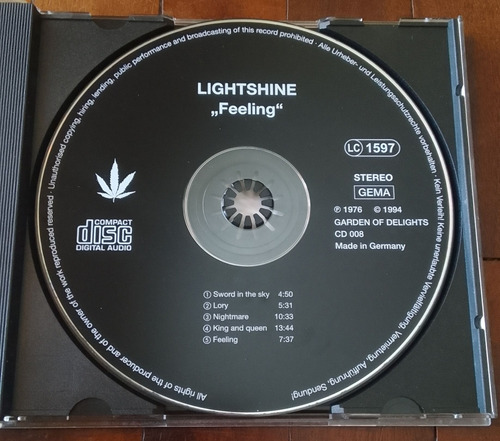 All rights of the producer and of the owner of the work reproduced reserved · Unauthorised copying, hiring, lending, public performance and broadcasting of this record prohibited · Alle Urheber- und Leistungsschutzrechte vorbehalten · Kein Verleih! Keine unerlaubte Vervielfältigung, Vermietung, Aufführung, Sendung!
LIGHTSHINE
„Feeling“
LC 1597
STEREO
GEMA
℗ 1976 © 1994
GARDEN OF DELIGHTS
CD 008
Made in Germany
COMPACT
disc
DIGITAL AUDIO
① Sword in the sky 4:50
② Lory 5:31
③ Nightmare 10:33
④ King and queen 13:44
⑤ Feeling 7:37